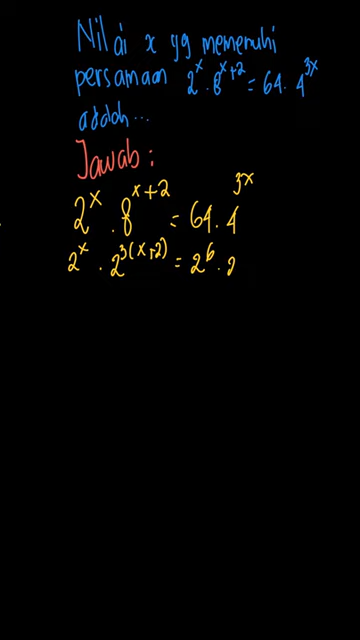 Nilai x yg memenuhi
persamaan 2^x . 8^(x+2) = 64 . 4^(3x)
adalah ...
Jawab :
2^x . 8^(x+2) = 64 . 4^(3x)
2^x . 2^(3(x+2)) = 2^6 . 2